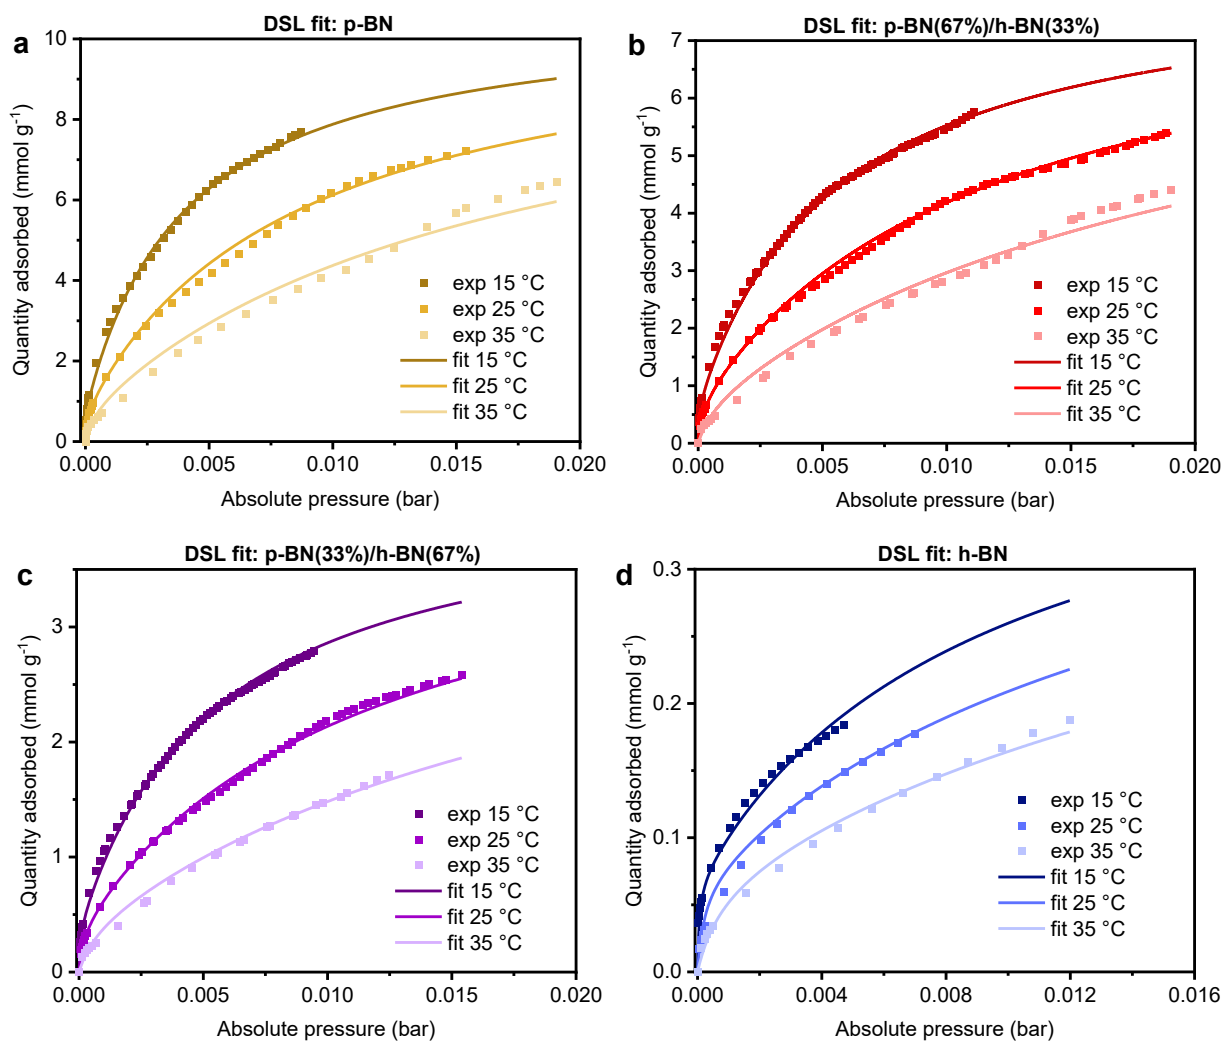 a
DSL fit: p-BN
Quantity adsorbed (mmol g⁻¹)
10
8
6
4
2
0
exp 15 °C
exp 25 °C
exp 35 °C
fit 15 °C
fit 25 °C
fit 35 °C
0.000 0.005 0.010 0.015 0.020
Absolute pressure (bar)
b
DSL fit: p-BN(67%)/h-BN(33%)
Quantity adsorbed (mmol g⁻¹)
7
6
5
4
3
2
1
0
exp 15 °C
exp 25 °C
exp 35 °C
fit 15 °C
fit 25 °C
fit 35 °C
0.000 0.005 0.010 0.015 0.020
Absolute pressure (bar)
c
DSL fit: p-BN(33%)/h-BN(67%)
Quantity adsorbed (mmol g⁻¹)
3
2
1
0
exp 15 °C
exp 25 °C
exp 35 °C
fit 15 °C
fit 25 °C
fit 35 °C
0.000 0.005 0.010 0.015 0.020
Absolute pressure (bar)
d
DSL fit: h-BN
Quantity adsorbed (mmol g⁻¹)
0.3
0.2
0.1
0.0
exp 15 °C
exp 25 °C
exp 35 °C
fit 15 °C
fit 25 °C
fit 35 °C
0.000 0.004 0.008 0.012 0.016
Absolute pressure (bar)